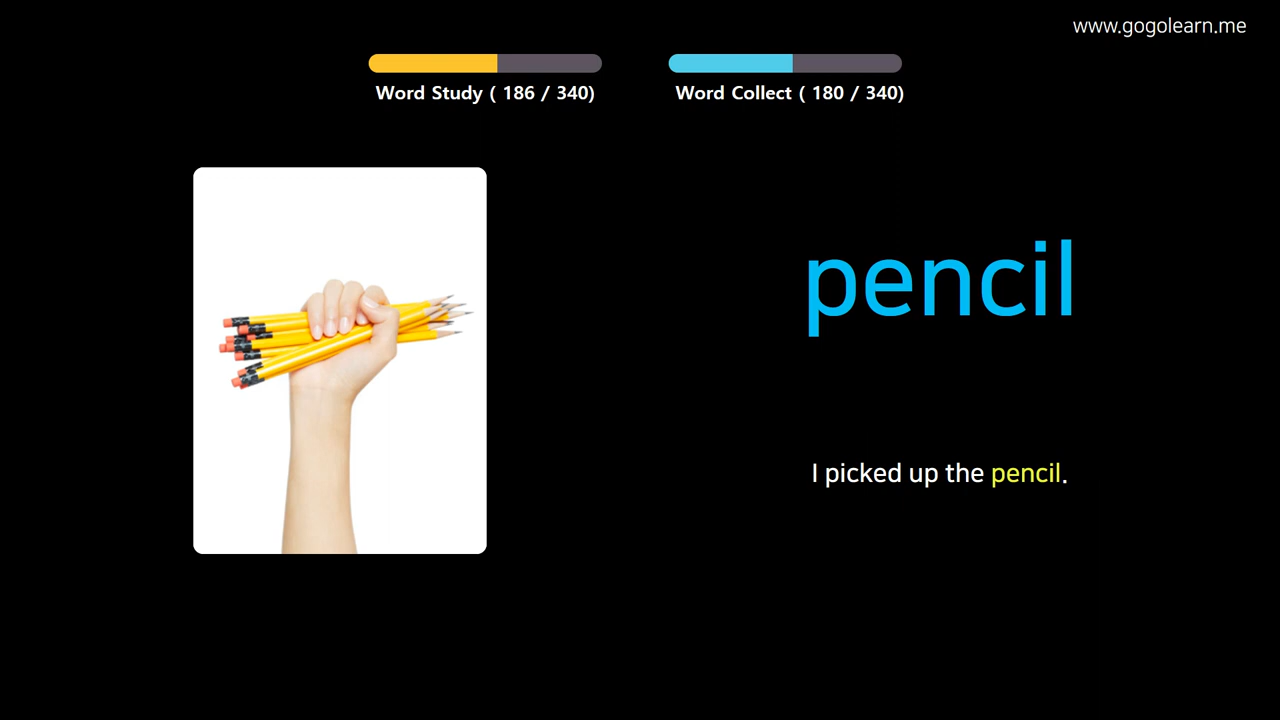 www.gogolearn.me
Word Study ( 186 / 340)
Word Collect ( 180 / 340)
pencil
I picked up the pencil.